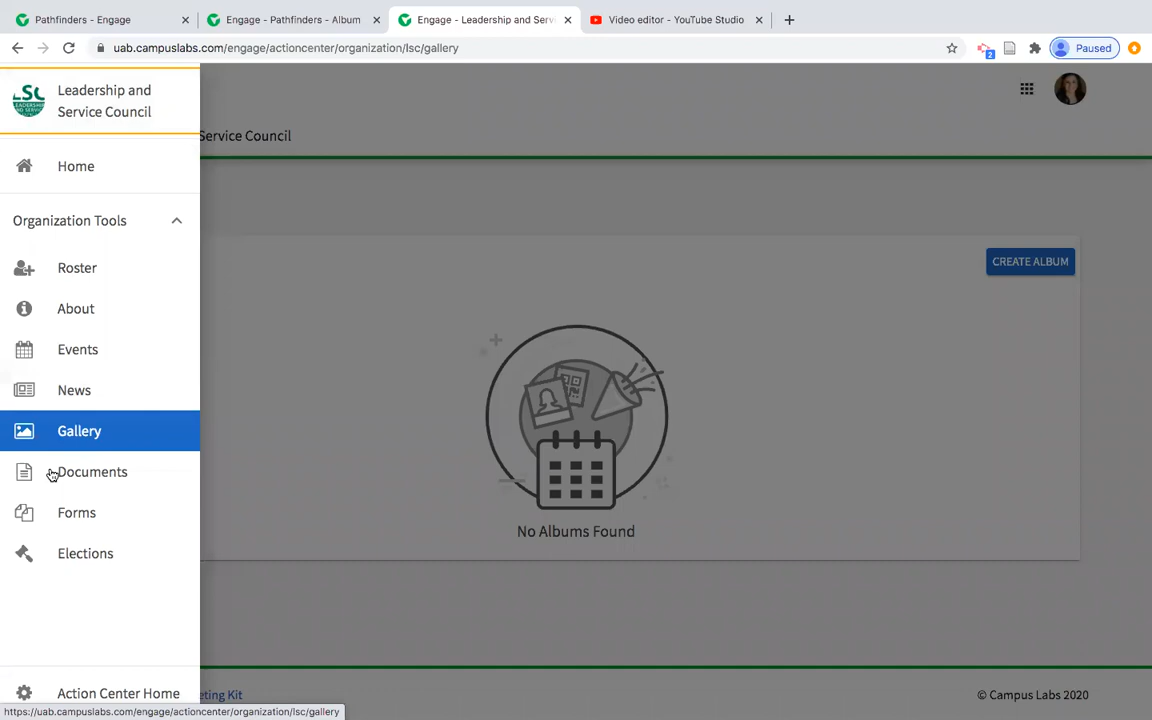 Pathfinders - Engage
Engage - Pathfinders - Album
Engage - Leadership and Serv
Video editor - YouTube Studio
uab.campuslabs.com/engage/actioncenter/organization/lsc/gallery
2
Paused
LSC
Leadership and
Service Council
Service Council
Home
Organization Tools
Roster
CREATE ALBUM
About
Events
News
Gallery
Documents
Forms
No Albums Found
Elections
Action Center Home
eting Kit
© Campus Labs 2020
https://uab.campuslabs.com/engage/actioncenter/organization/lsc/gallery